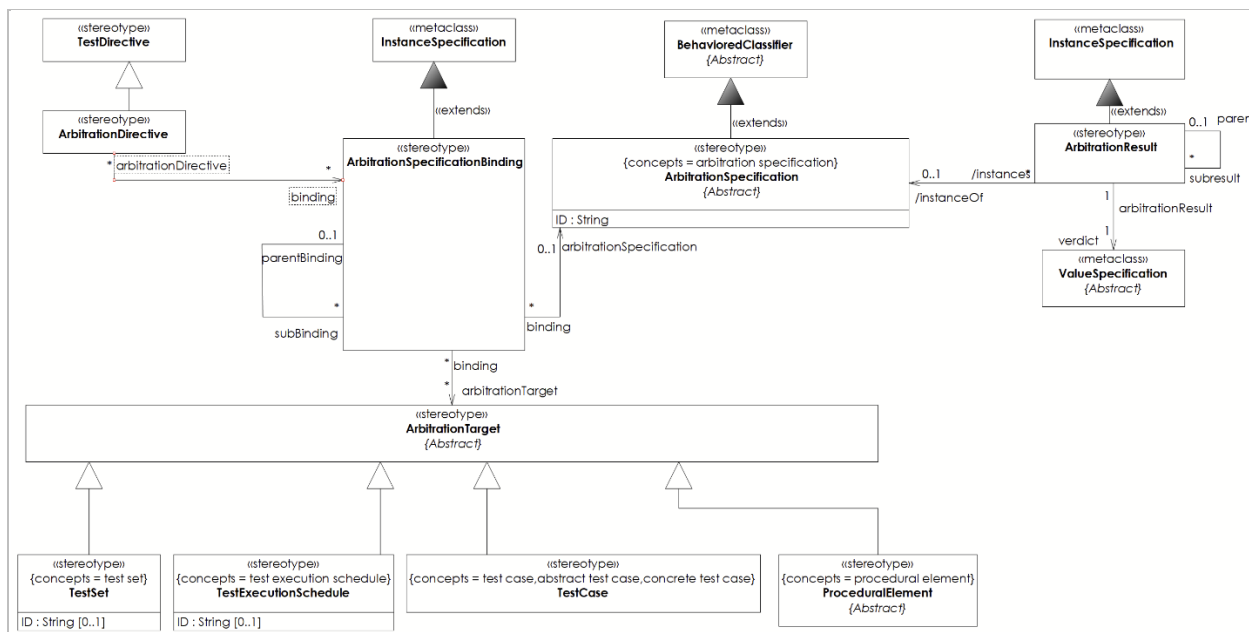 «stereotype»
TestDirective
«metaclass»
InstanceSpecification
«metaclass»
BehavioredClassifier
{Abstract}
«metaclass»
InstanceSpecification
«stereotype»
ArbitrationDirective
«extends»
«extends»
«extends»
0..1
paren
*
arbitrationDirective
*
binding
«stereotype»
ArbitrationSpecificationBinding
«stereotype»
{concepts = arbitration specification}
ArbitrationSpecification
{Abstract}
ID : String
0..1
/instances
*
/instanceOf
«stereotype»
ArbitrationResult
*
subresult
1
arbitrationResult
1
verdict
«metaclass»
ValueSpecification
{Abstract}
0..1
parentBinding
*
subBinding
0..1
arbitrationSpecification
*
binding
*
binding
*
arbitrationTarget
«stereotype»
ArbitrationTarget
{Abstract}
«stereotype»
{concepts = test set}
TestSet
ID : String [0..1]
«stereotype»
{concepts = test execution schedule}
TestExecutionSchedule
ID : String [0..1]
«stereotype»
{concepts = test case,abstract test case,concrete test case}
TestCase
«stereotype»
{concepts = procedural element}
ProceduralElement
{Abstract}